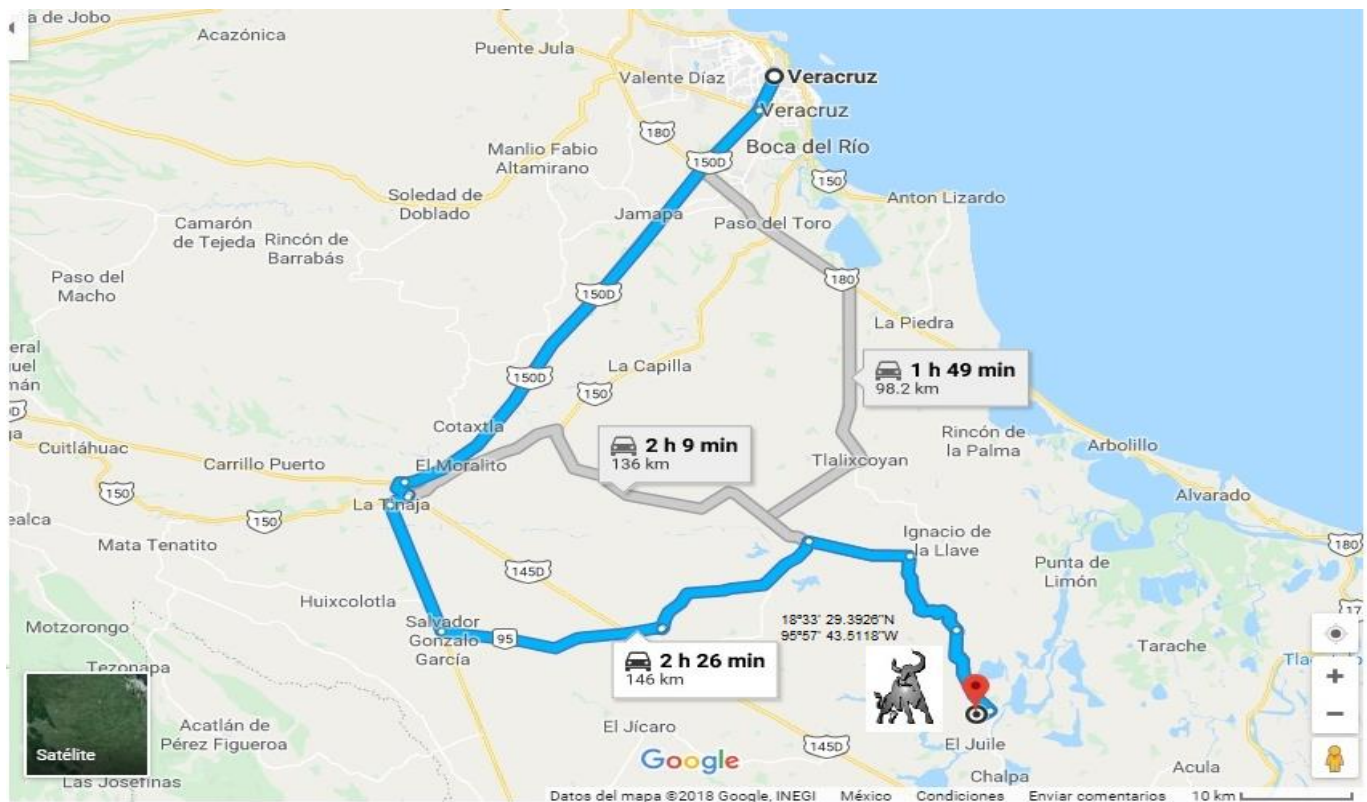 a de Jobo
Acazónica
Puente Jula
Valente Díaz
Veracruz
Veracruz
180
Manlio Fabio
Altamirano
150D
Boca del Río
150
Soledad de
Doblado
Jamapa
Anton Lizardo
Paso del Toro
Camarón
de Tejeda
Rincón de
Barrabás
Paso del
Macho
150D
180
La Piedra
eral
guel
mán
La Capilla
1 h 49 min
98.2 km
150D
150
Cotaxtla
2 h 9 min
136 km
Rincón de
la Palma
Arbolillo
Cuitláhuac
Carrillo Puerto
El Moralito
Tlalixcoyan
150
La Tinaja
Alvarado
150
ealca
Mata Tenatito
Ignacio de
la Llave
180
145D
Punta de
Limón
Huixcolotla
17
Motzorongo
Salvador
Gonzalo
García
95
18°33' 29.3926"N
95°57' 43.5118"W
Tarache
Tezonapa
2 h 26 min
146 km
Acatlán de
Pérez Figueroa
El Jícaro
El Juile
Satélite
Google
145D
Las Josefinas
Chalpa
Acula
Datos del mapa ©2018 Google, INEGI México Condiciones Enviar comentarios 10 km